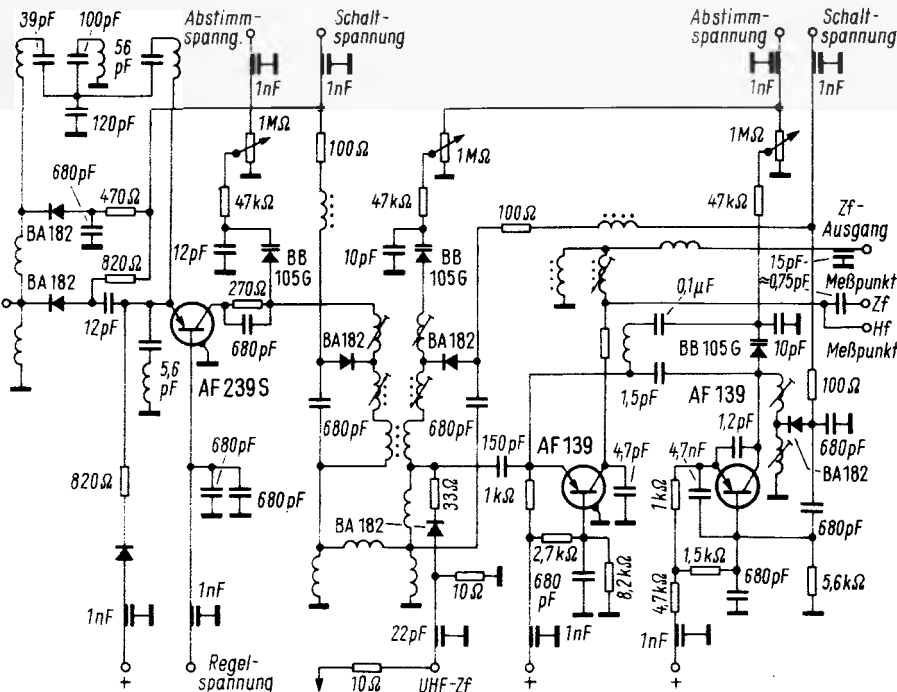 39pF
100pF
56
pF
120pF
Abstimm-
spanng.
Schalt-
spannung
Abstimm-
spannung
Schalt-
spannung
1nF
1nF
1nF
1nF
1MΩ
1MΩ
1MΩ
100Ω
680pF
470Ω
47kΩ
47kΩ
47kΩ
100Ω
Zf-
Ausgang
BA182
12pF
BB
105G
10pF
BB
105G
15pF
820Ω
BA182
12pF
270Ω
680pF
0,1µF
≈0,75pF
Meßpunkt
Zf
Hf
Meßpunkt
BA182
BA182
BB 105G
10pF
5,6
pF
AF 239S
1,5pF
AF 139
100Ω
680pF
680pF
150pF
AF 139
4,7pF
1,2pF
4,7nF
680pF
BA182
820Ω
680pF
680pF
33Ω
1kΩ
1kΩ
BA 182
2,7kΩ
8,2kΩ
1,5kΩ
680pF
680
pF
4,7kΩ
680pF
5,6kΩ
10Ω
1nF
1nF
22pF
1nF
1nF
+
Regel-
spannung
10Ω
UHF-Zf
+
+